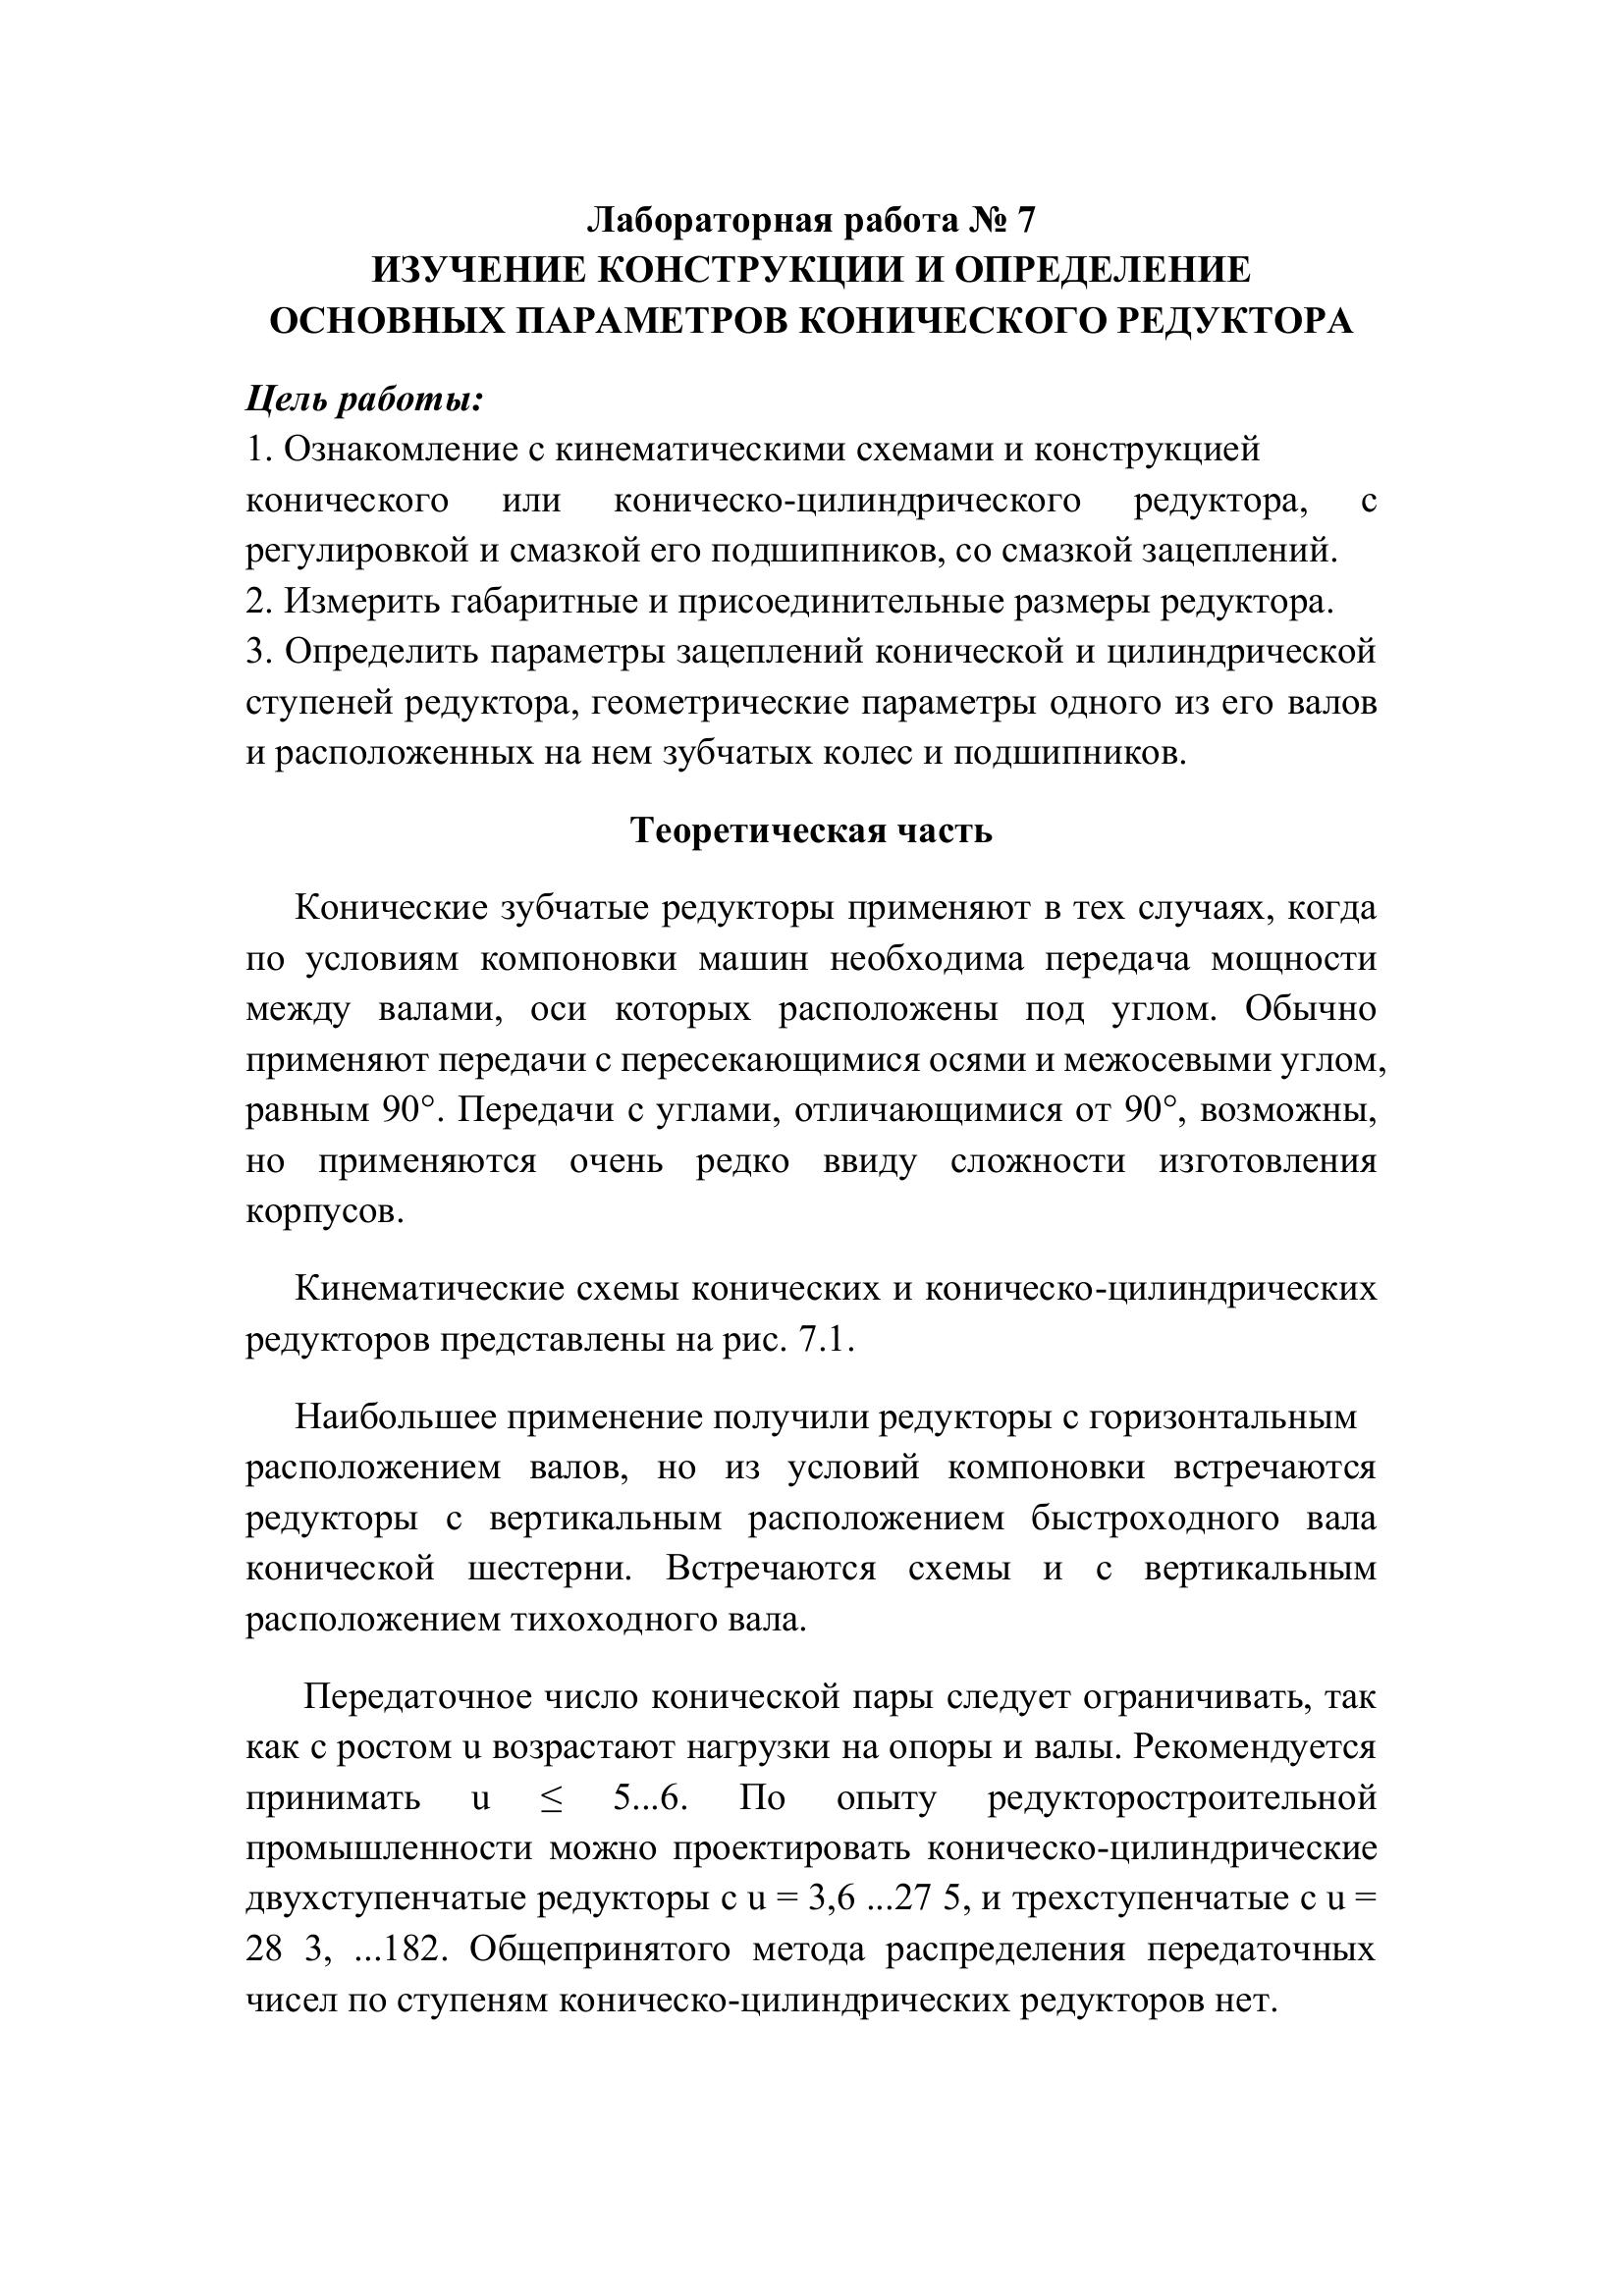 Лабораторная работа № 7
ИЗУЧЕНИЕ КОНСТРУКЦИИ И ОПРЕДЕЛЕНИЕ
ОСНОВНЫХ ПАРАМЕТРОВ КОНИЧЕСКОГО РЕДУКТОРА
Цель работы:
1. Ознакомление с кинематическими схемами и конструкцией
конического или коническо-цилиндрического редуктора, с
регулировкой и смазкой его подшипников, со смазкой зацеплений.
2. Измерить габаритные и присоединительные размеры редуктора.
3. Определить параметры зацеплений конической и цилиндрической
ступеней редуктора, геометрические параметры одного из его валов
и расположенных на нем зубчатых колес и подшипников.
Теоретическая часть
Конические зубчатые редукторы применяют в тех случаях, когда
по условиям компоновки машин необходима передача мощности
между валами, оси которых расположены под углом. Обычно
применяют передачи с пересекающимися осями и межосевыми углом,
равным 90°. Передачи с углами, отличающимися от 90°, возможны,
но применяются очень редко ввиду сложности изготовления
корпусов.
Кинематические схемы конических и коническо-цилиндрических
редукторов представлены на рис. 7.1.
Наибольшее применение получили редукторы с горизонтальным
расположением валов, но из условий компоновки встречаются
редукторы с вертикальным расположением быстроходного вала
конической шестерни. Встречаются схемы и с вертикальным
расположением тихоходного вала.
Передаточное число конической пары следует ограничивать, так
как с ростом u возрастают нагрузки на опоры и валы. Рекомендуется
принимать u ≤ 5...6. По опыту редукторостроительной
промышленности можно проектировать коническо-цилиндрические
двухступенчатые редукторы с u = 3,6 ...27 5, и трехступенчатые с u =
28 3, ...182. Общепринятого метода распределения передаточных
чисел по ступеням коническо-цилиндрических редукторов нет.